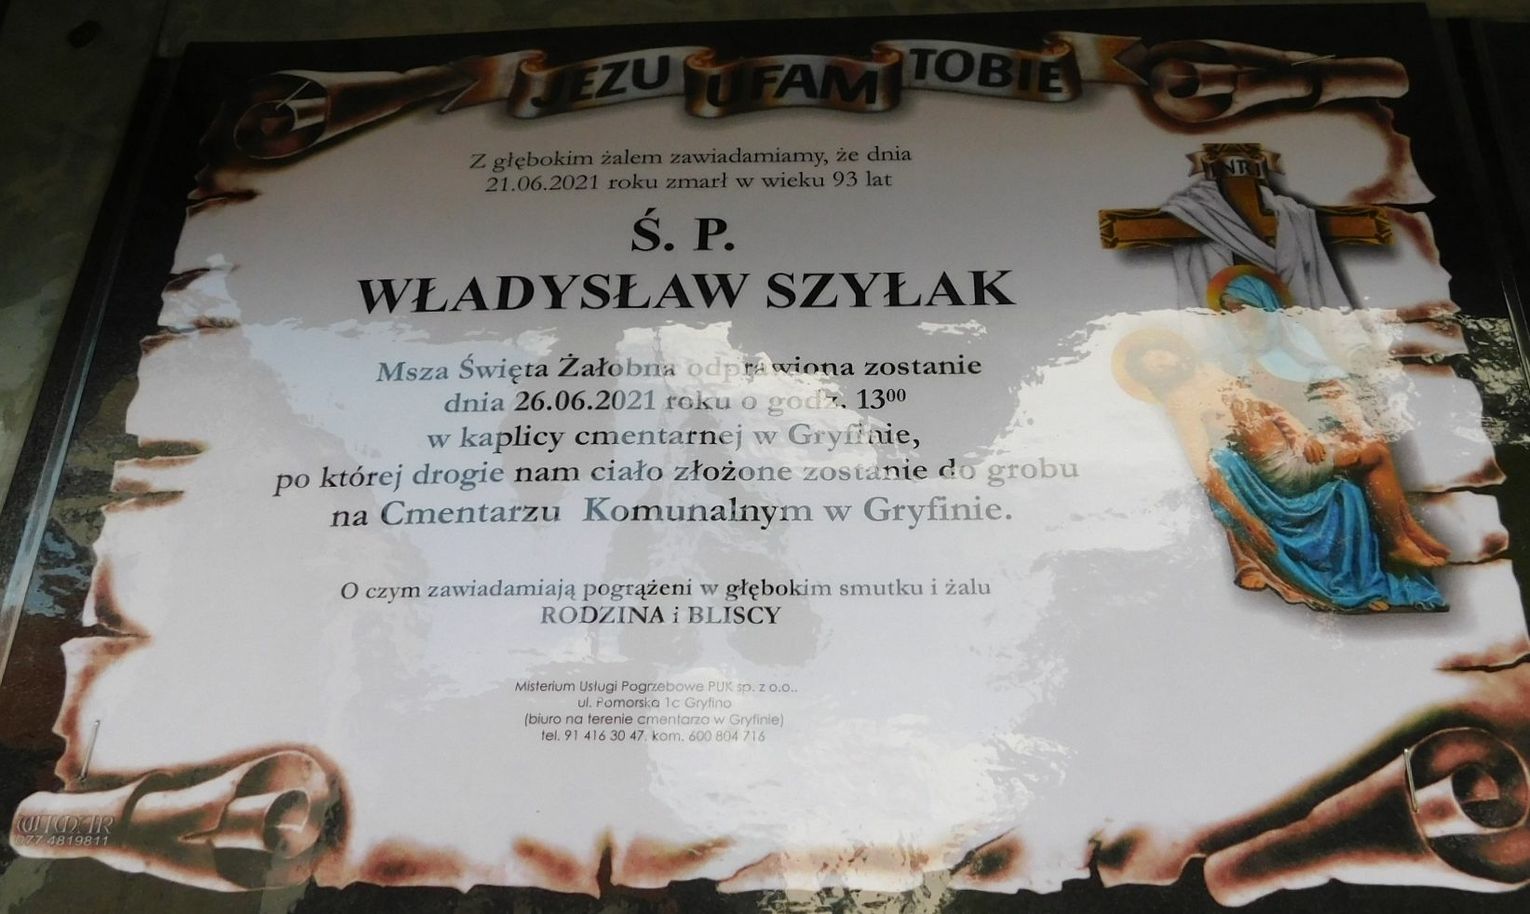 JEZU UFAM TOBIE
Z głębokim żalem zawiadamiamy, że dnia
21.06.2021 roku zmarł w wieku 93 lat
Ś. P.
WŁADYSŁAW SZYŁAK
Msza Święta Żałobna odprawiona zostanie
dnia 26.06.2021 roku o godz. 13⁰⁰
w kaplicy cmentarnej w Gryfinie,
po której drogie nam ciało złożone zostanie do grobu
na Cmentarzu Komunalnym w Gryfinie.
O czym zawiadamiają pogrążeni w głębokim smutku i żalu
RODZINA i BLISCY
Misterium Usługi Pogrzebowe PUK sp. z o.o..
ul. Pomorska 1c Gryfino
(biuro na terenie cmentarza w Gryfinie)
tel. 91 416 30 47, kom. 600 804 716
INRI
WIMAR
077 4819811